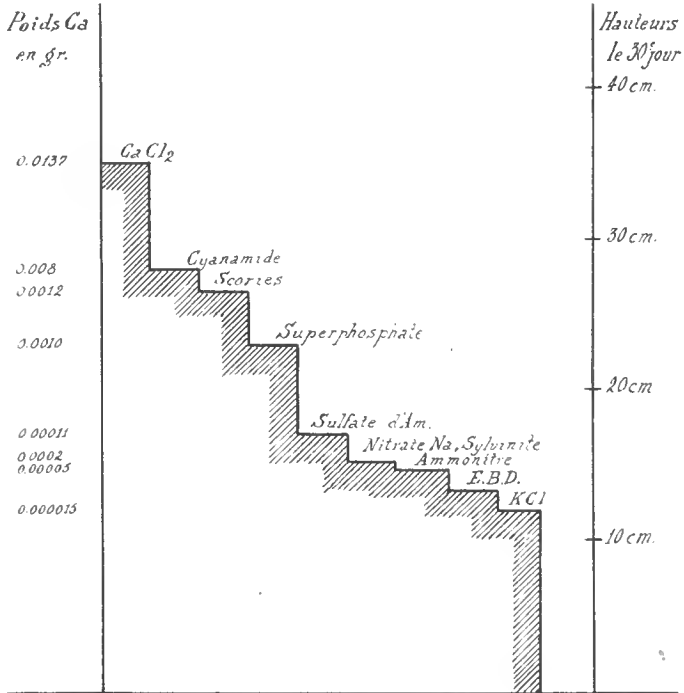 Poids Ca
en gr.
Hauteurs
le 30e jour
40 cm.
0.0137
CaCl2
30 cm.
0.008
Cyanamide
0.0012
Scories
0.0010
Superphosphate
20 cm
0.00011
Sulfate d'Am.
0.0002
Nitrate Na, Sylvinite
0.00005
Ammonitre
E.B.D.
0.000015
KCl
10 cm.